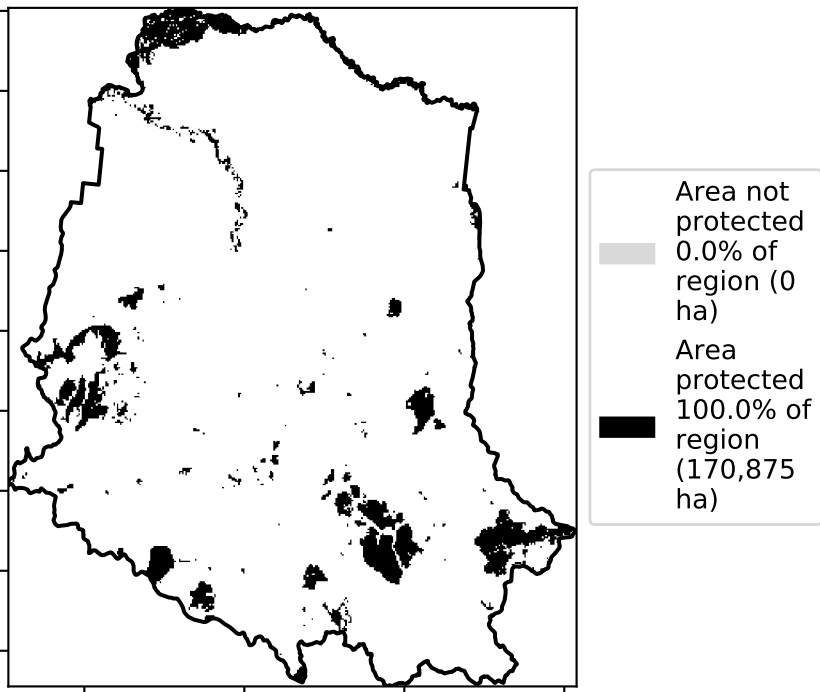 Area not
protected
0.0% of
region (0
ha)
Area
protected
100.0% of
region
(170,875
ha)